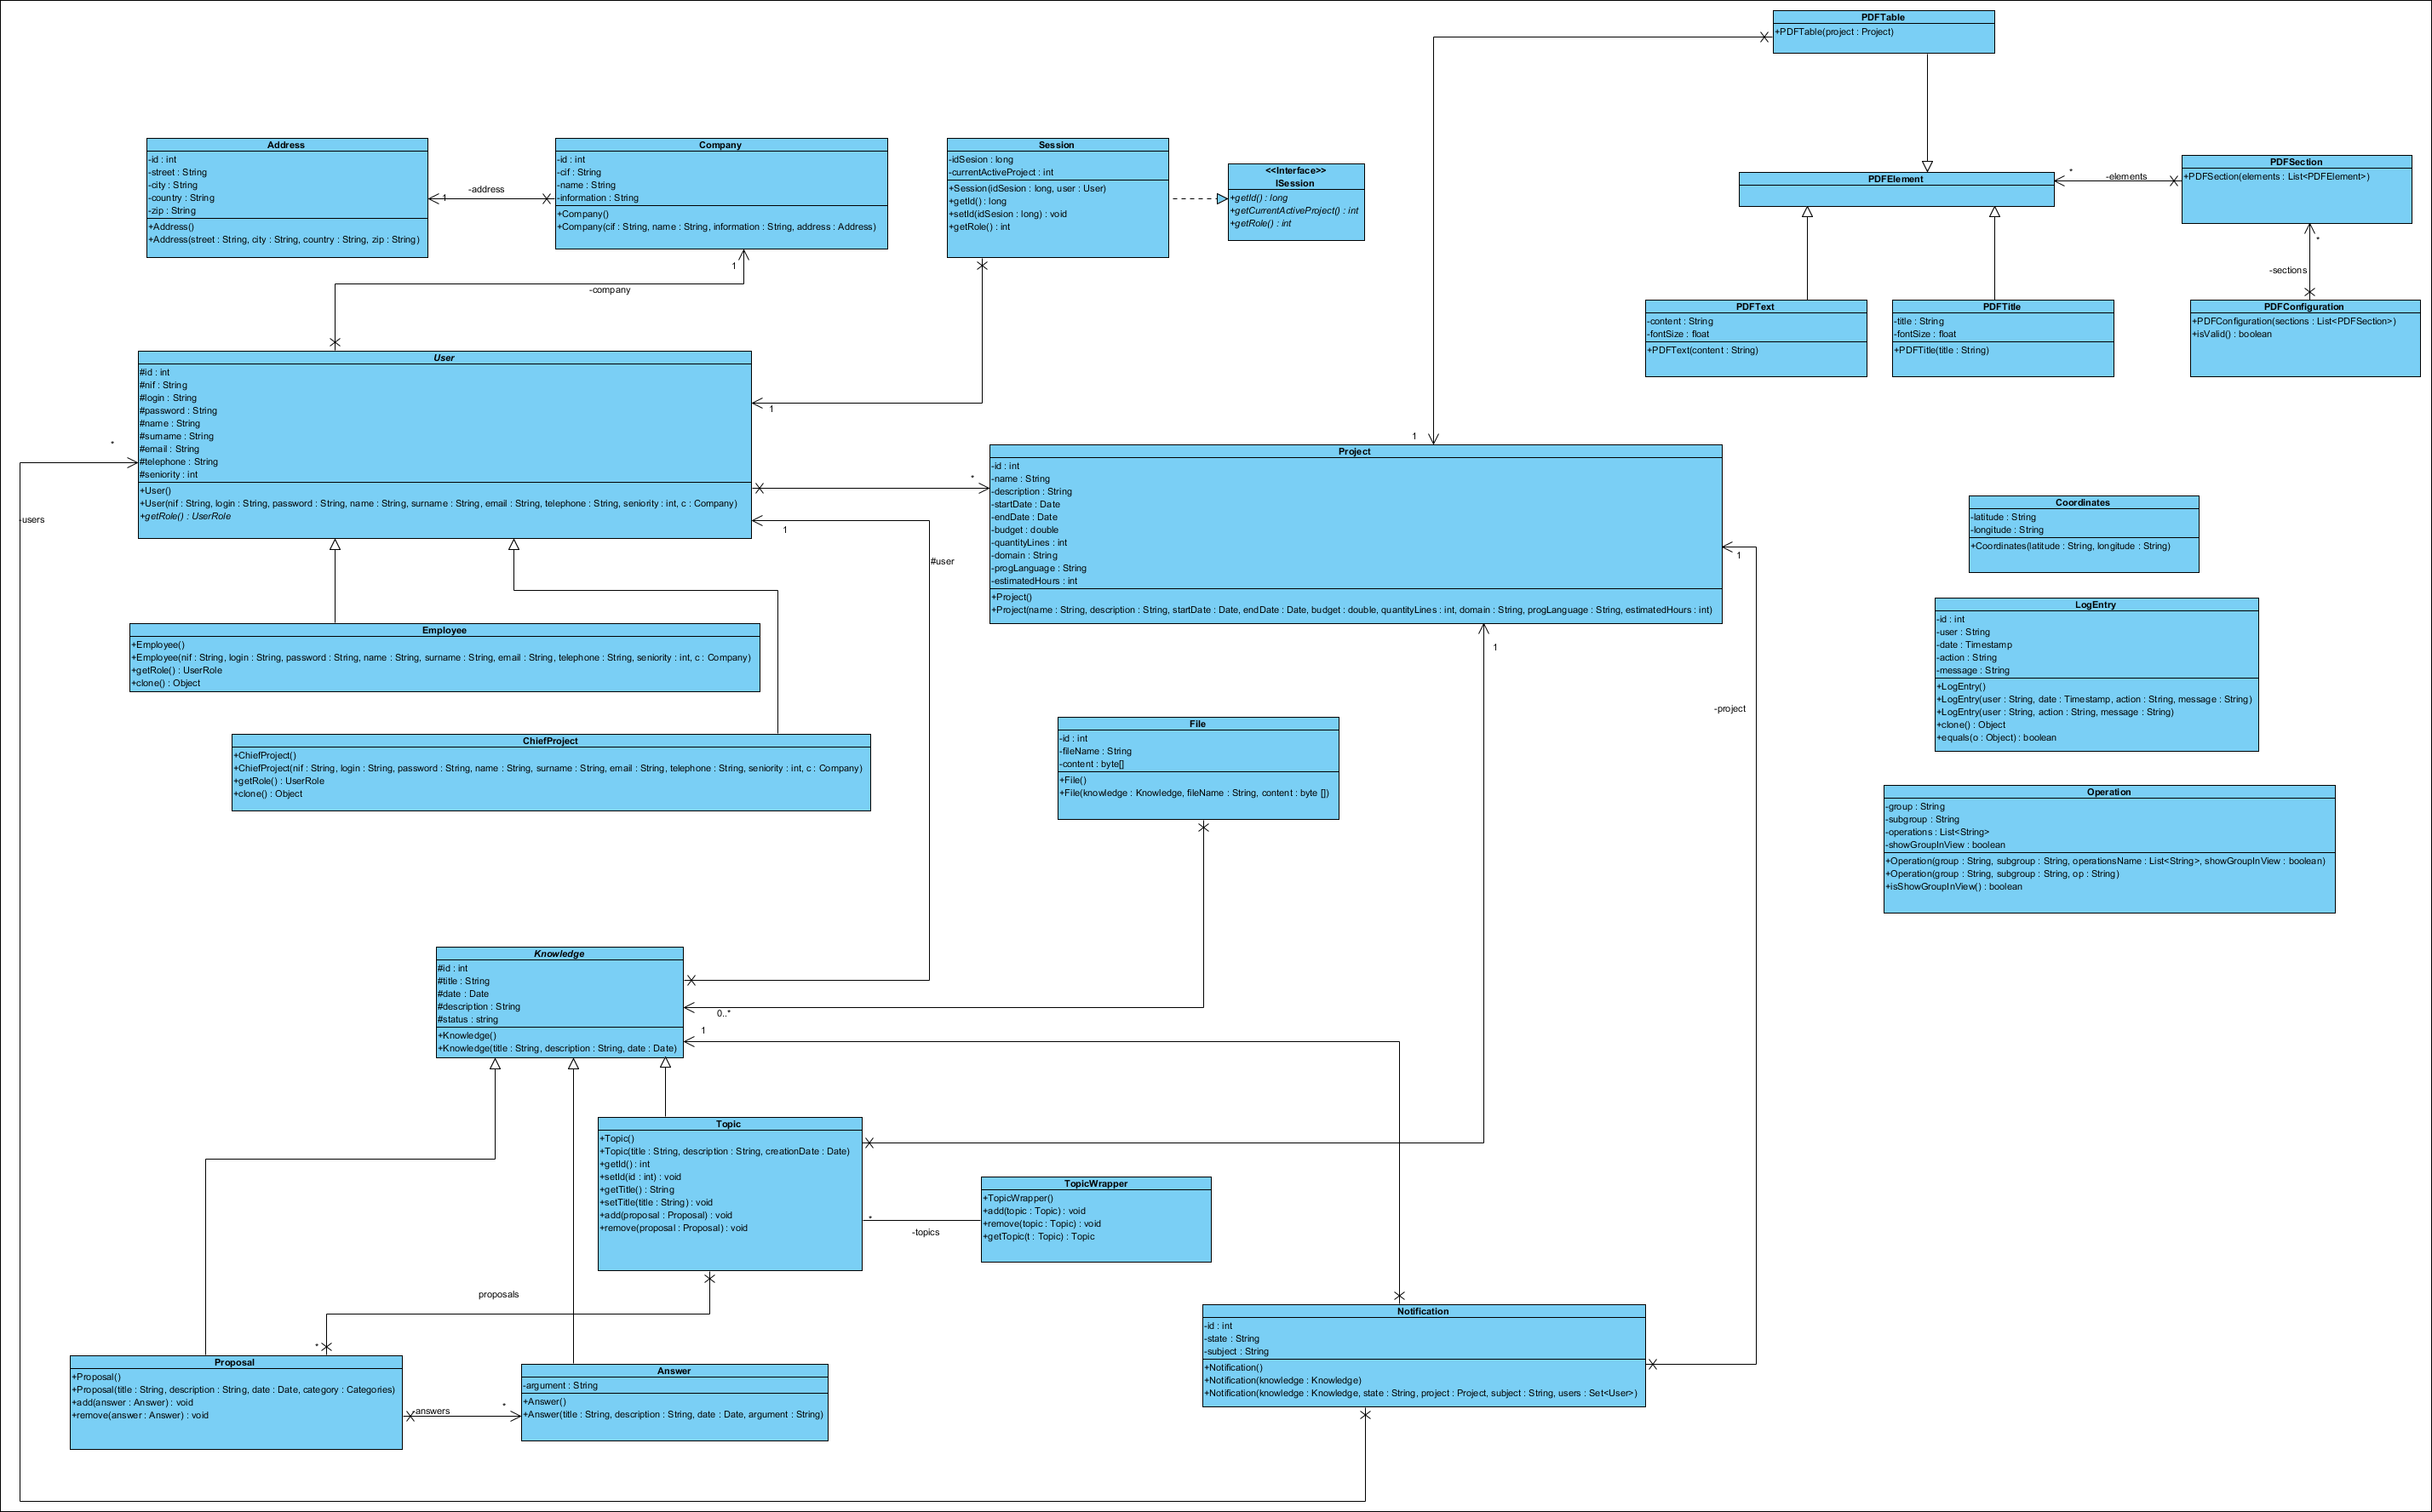 PDFTable
+PDFTable(project : Project)
Address
-id : int
-street : String
-city : String
-country : String
-zip : String
+Address()
+Address(street : String, city : String, country : String, zip : String)
1
-address
Company
-id : int
-cif : String
-name : String
-information : String
+Company()
+Company(cif : String, name : String, information : String, address : Address)
1
-company
Session
-idSesion : long
-currentActiveProject : int
+Session(idSesion : long, user : User)
+getId() : long
+setId(idSesion : long) : void
+getRole() : int
<<Interface>>
ISession
+getId() : long
+getCurrentActiveProject() : int
+getRole() : int
PDFElement
*
-elements
PDFSection
+PDFSection(elements : List<PDFElement>)
*
-sections
PDFText
-content : String
-fontSize : float
+PDFText(content : String)
PDFTitle
-title : String
-fontSize : float
+PDFTitle(title : String)
PDFConfiguration
+PDFConfiguration(sections : List<PDFSection>)
+isValid() : boolean
User
#id : int
#nif : String
#login : String
#password : String
#name : String
#surname : String
#email : String
#telephone : String
#seniority : int
+User()
+User(nif : String, login : String, password : String, name : String, surname : String, email : String, telephone : String, seniority : int, c : Company)
+getRole() : UserRole
1
*
-users
*
1
#user
1
Project
-id : int
-name : String
-description : String
-startDate : Date
-endDate : Date
-budget : double
-quantityLines : int
-domain : String
-progLanguage : String
-estimatedHours : int
+Project()
+Project(name : String, description : String, startDate : Date, endDate : Date, budget : double, quantityLines : int, domain : String, progLanguage : String, estimatedHours : int)
1
1
-project
Coordinates
-latitude : String
-longitude : String
+Coordinates(latitude : String, longitude : String)
LogEntry
-id : int
-user : String
-date : Timestamp
-action : String
-message : String
+LogEntry()
+LogEntry(user : String, date : Timestamp, action : String, message : String)
+LogEntry(user : String, action : String, message : String)
+clone() : Object
+equals(o : Object) : boolean
Employee
+Employee()
+Employee(nif : String, login : String, password : String, name : String, surname : String, email : String, telephone : String, seniority : int, c : Company)
+getRole() : UserRole
+clone() : Object
ChiefProject
+ChiefProject()
+ChiefProject(nif : String, login : String, password : String, name : String, surname : String, email : String, telephone : String, seniority : int, c : Company)
+getRole() : UserRole
+clone() : Object
File
-id : int
-fileName : String
-content : byte[]
+File()
+File(knowledge : Knowledge, fileName : String, content : byte [])
Operation
-group : String
-subgroup : String
-operations : List<String>
-showGroupInView : boolean
+Operation(group : String, subgroup : String, operationsName : List<String>, showGroupInView : boolean)
+Operation(group : String, subgroup : String, op : String)
+isShowGroupInView() : boolean
Knowledge
#id : int
#title : String
#date : Date
#description : String
#status : string
+Knowledge()
+Knowledge(title : String, description : String, date : Date)
0..*
1
Topic
+Topic()
+Topic(title : String, description : String, creationDate : Date)
+getId() : int
+setId(id : int) : void
+getTitle() : String
+setTitle(title : String) : void
+add(proposal : Proposal) : void
+remove(proposal : Proposal) : void
*
-topics
TopicWrapper
+TopicWrapper()
+add(topic : Topic) : void
+remove(topic : Topic) : void
+getTopic(t : Topic) : Topic
proposals
*
Proposal
+Proposal()
+Proposal(title : String, description : String, date : Date, category : Categories)
+add(answer : Answer) : void
+remove(answer : Answer) : void
-answers
*
Answer
-argument : String
+Answer()
+Answer(title : String, description : String, date : Date, argument : String)
Notification
-id : int
-state : String
-subject : String
+Notification()
+Notification(knowledge : Knowledge)
+Notification(knowledge : Knowledge, state : String, project : Project, subject : String, users : Set<User>)